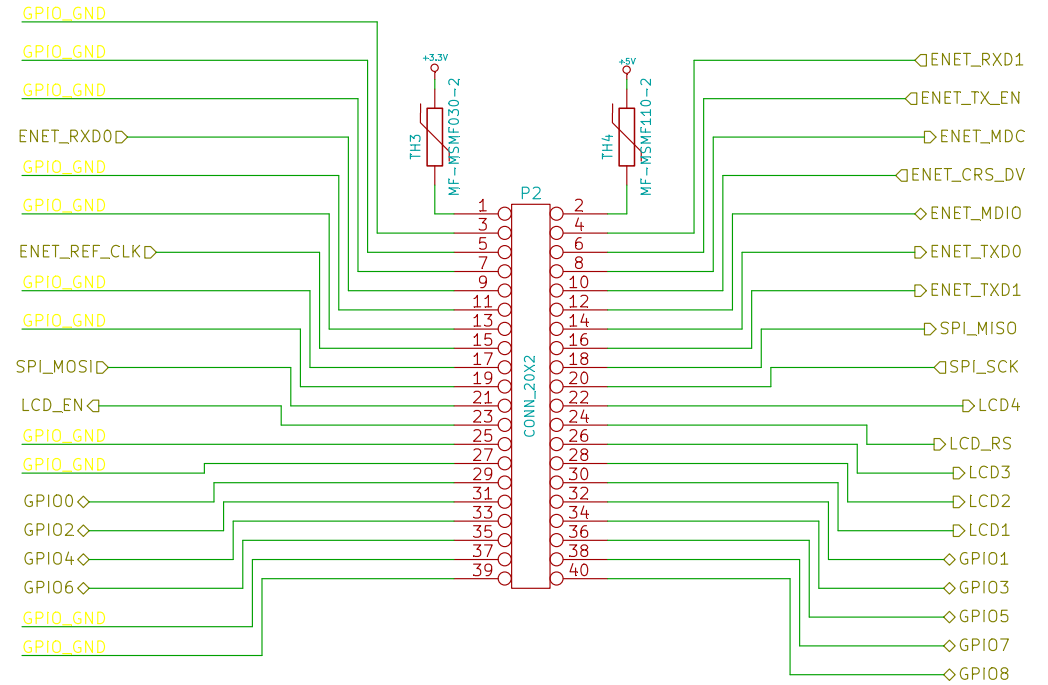 GPIO_GND
GPIO_GND
GPIO_GND
ENET_RXD0
GPIO_GND
GPIO_GND
ENET_REF_CLK
GPIO_GND
GPIO_GND
SPI_MOSI
LCD_EN
GPIO_GND
GPIO_GND
GPIO0
GPIO2
GPIO4
GPIO6
GPIO_GND
GPIO_GND
+3.3V
TH3
MF-MSMF030-2
+5V
TH4
MF-MSMF110-2
P2
CONN_20X2
1 2
3 4
5 6
7 8
9 10
11 12
13 14
15 16
17 18
19 20
21 22
23 24
25 26
27 28
29 30
31 32
33 34
35 36
37 38
39 40
ENET_RXD1
ENET_TX_EN
ENET_MDC
ENET_CRS_DV
ENET_MDIO
ENET_TXD0
ENET_TXD1
SPI_MISO
SPI_SCK
LCD4
LCD_RS
LCD3
LCD2
LCD1
GPIO1
GPIO3
GPIO5
GPIO7
GPIO8